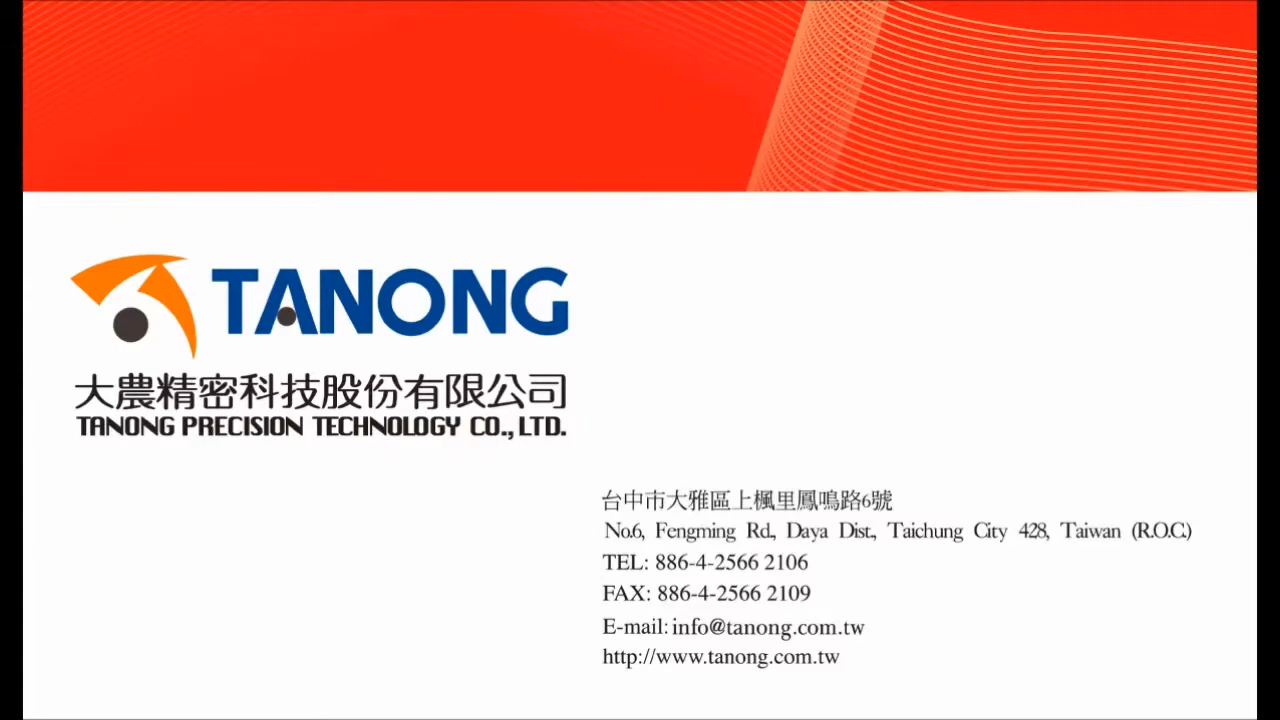 TANONG
大農精密科技股份有限公司
TANONG PRECISION TECHNOLOGY CO., LTD.
台中市大雅區上楓里鳳鳴路6號
No.6, Fengming Rd., Daya Dist., Taichung City 428, Taiwan (R.O.C.)
TEL: 886-4-2566 2106
FAX: 886-4-2566 2109
E-mail: info@tanong.com.tw
http://www.tanong.com.tw